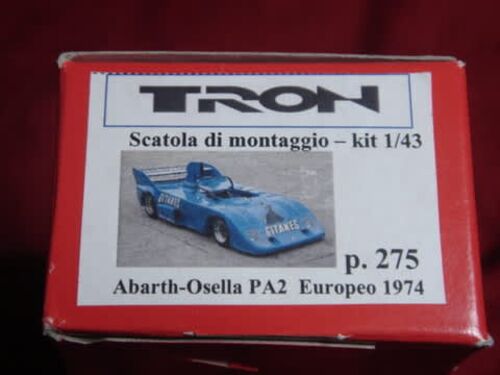 TRON
Scatola di montaggio – kit 1/43
GITANES
GITANES
p. 275
Abarth-Osella PA2 Europeo 1974